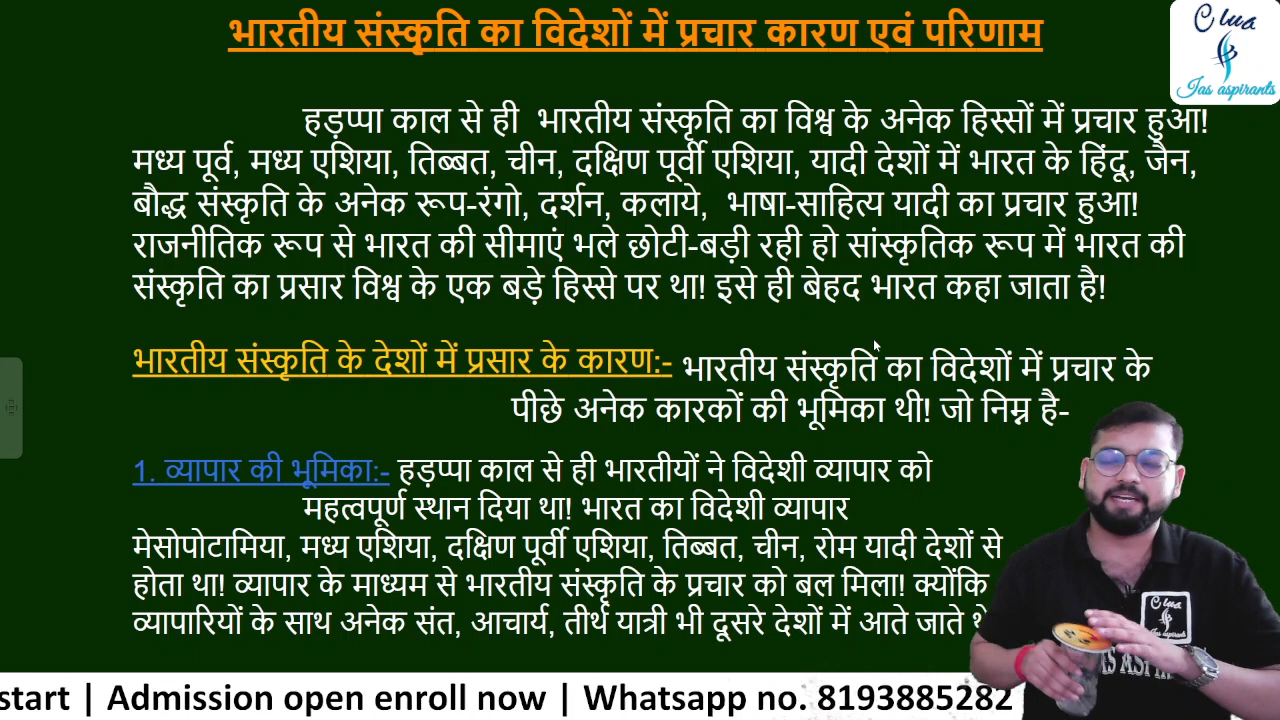 भारतीय संस्कृति का विदेशों में प्रचार कारण एवं परिणाम
Clua
Ias aspirants
हड़प्पा काल से ही भारतीय संस्कृति का विश्व के अनेक हिस्सों में प्रचार हुआ!
मध्य पूर्व, मध्य एशिया, तिब्बत, चीन, दक्षिण पूर्वी एशिया, यादी देशों में भारत के हिंदू, जैन,
बौद्ध संस्कृति के अनेक रूप-रंगो, दर्शन, कलाये, भाषा-साहित्य यादी का प्रचार हुआ!
राजनीतिक रूप से भारत की सीमाएं भले छोटी-बड़ी रही हो सांस्कृतिक रूप में भारत की
संस्कृति का प्रसार विश्व के एक बड़े हिस्से पर था! इसे ही बेहद भारत कहा जाता है!
भारतीय संस्कृति के देशों में प्रसार के कारण:- भारतीय संस्कृति का विदेशों में प्रचार के
पीछे अनेक कारकों की भूमिका थी! जो निम्न है-
1. व्यापार की भूमिका:- हड़प्पा काल से ही भारतीयों ने विदेशी व्यापार को
महत्वपूर्ण स्थान दिया था! भारत का विदेशी व्यापार
मेसोपोटामिया, मध्य एशिया, दक्षिण पूर्वी एशिया, तिब्बत, चीन, रोम यादी देशों से
होता था! व्यापार के माध्यम से भारतीय संस्कृति के प्रचार को बल मिला! क्योंकि
व्यापारियों के साथ अनेक संत, आचार्य, तीर्थ यात्री भी दूसरे देशों में आते जाते
Clua
Ias aspirants
start | Admission open enroll now | Whatsapp no. 8193885282